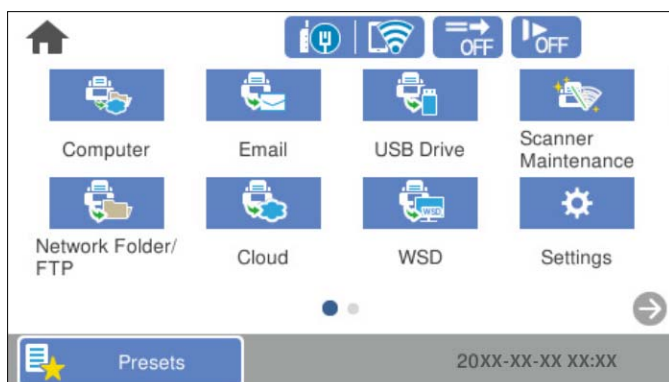 OFF
OFF
Computer
Email
USB Drive
Scanner
Maintenance
WSD
Network Folder/
FTP
Cloud
WSD
Settings
Presets
20XX-XX-XX XX:XX